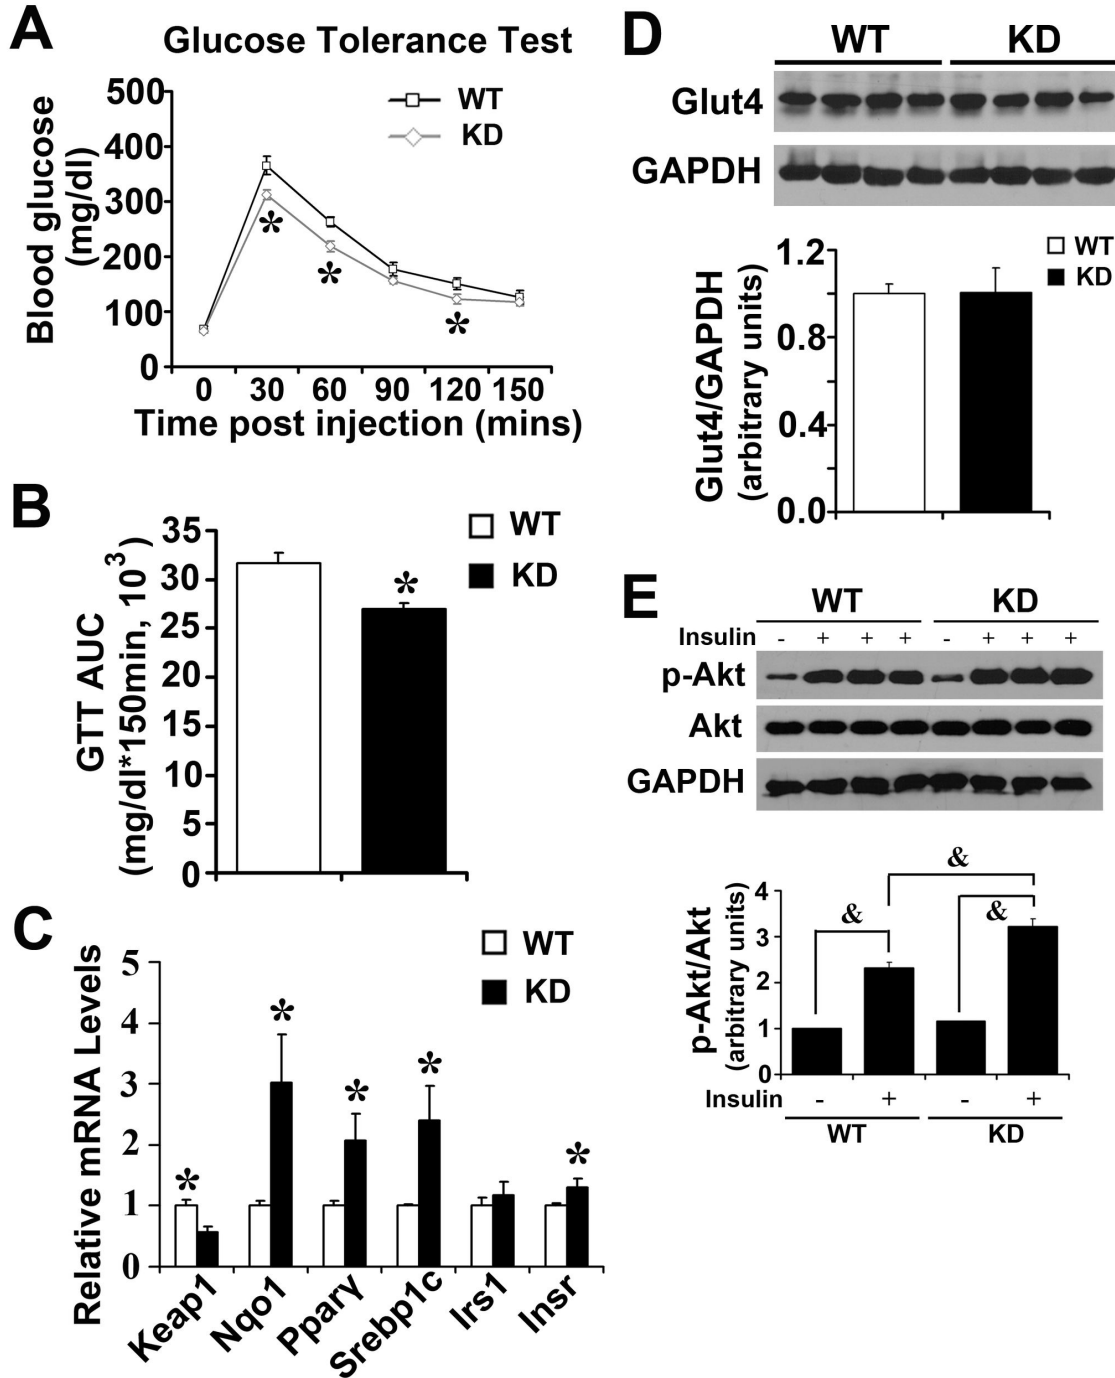 A
Glucose Tolerance Test
Blood glucose
(mg/dl)
500
400
300
200
100
0
WT
KD
*
*
*
0 30 60 90 120 150
Time post injection (mins)
B
GTT AUC
(mg/dl*150min, 10³)
35
30
25
20
15
10
5
0
WT
KD
*
C
Relative mRNA Levels
5
4
3
2
1
0
WT
KD
* * * * *
Keap1 Nqo1 Pparγ Srebp1c Irs1 Insr
D
WT KD
Glut4
GAPDH
Glut4/GAPDH
(arbitrary units)
1.2
0.8
0.4
0.0
WT
KD
E
WT KD
Insulin - + + + - + + +
p-Akt
Akt
GAPDH
p-Akt/Akt
(arbitrary units)
4
3
2
1
0
&
& &
Insulin - + - +
WT KD